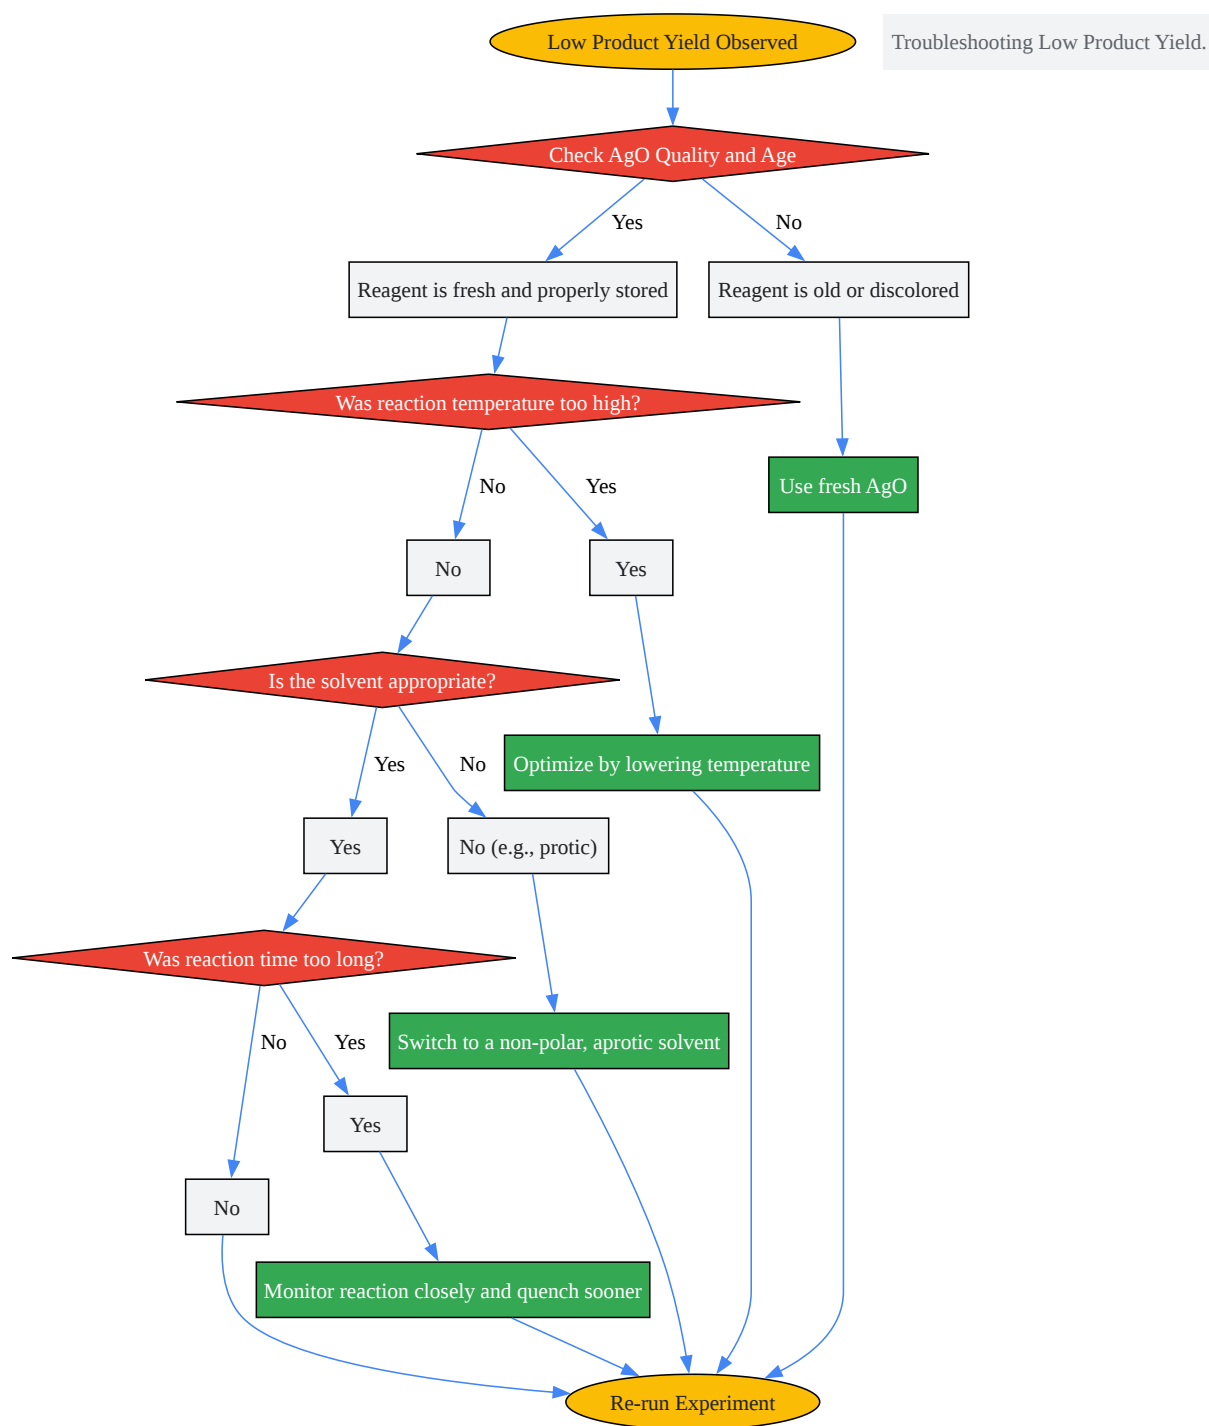 Low Product Yield Observed
Troubleshooting Low Product Yield.
Check AgO Quality and Age
Yes
No
Reagent is fresh and properly stored
Reagent is old or discolored
Was reaction temperature too high?
No
Yes
Use fresh AgO
No
Yes
Is the solvent appropriate?
Yes
No
Optimize by lowering temperature
Yes
No (e.g., protic)
Was reaction time too long?
No
Yes
Switch to a non-polar, aprotic solvent
Yes
No
Monitor reaction closely and quench sooner
Re-run Experiment